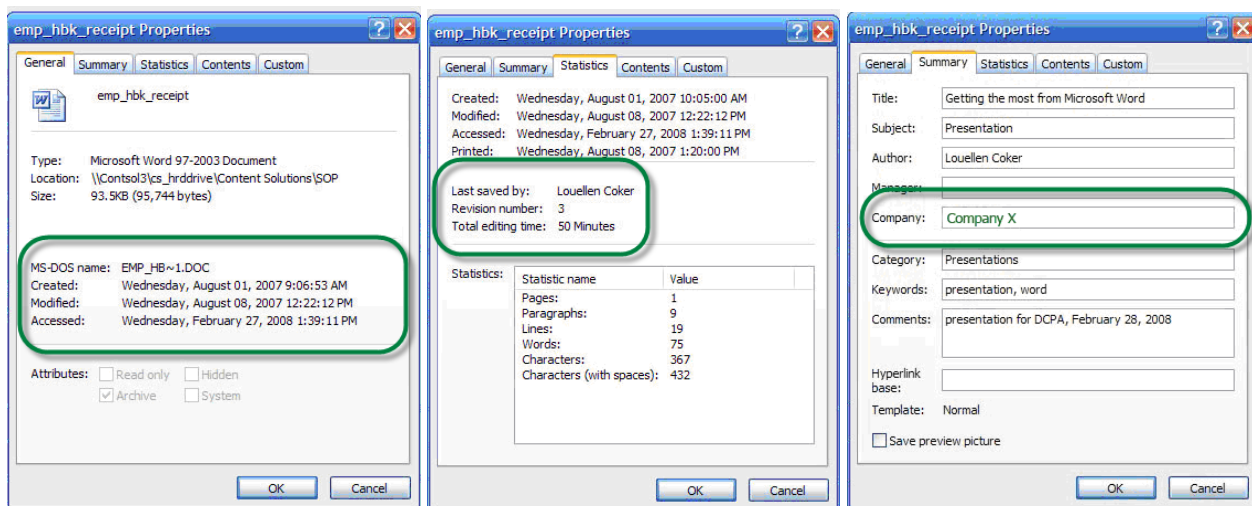 emp_hbk_receipt Properties
General Summary Statistics Contents Custom
emp_hbk_receipt
Type: Microsoft Word 97-2003 Document
Location: \\Contsol3\cs_hrddrive\Content Solutions\SOP
Size: 93.5KB (95,744 bytes)
MS-DOS name: EMP_HB~1.DOC
Created: Wednesday, August 01, 2007 9:06:53 AM
Modified: Wednesday, August 08, 2007 12:22:12 PM
Accessed: Wednesday, February 27, 2008 1:39:11 PM
Attributes: Read only Hidden
Archive System
OK Cancel
emp_hbk_receipt Properties
General Summary Statistics Contents Custom
Created: Wednesday, August 01, 2007 10:05:00 AM
Modified: Wednesday, August 08, 2007 12:22:12 PM
Accessed: Wednesday, February 27, 2008 1:39:11 PM
Printed: Wednesday, August 08, 2007 1:20:00 PM
Last saved by: Louellen Coker
Revision number: 3
Total editing time: 50 Minutes
Statistics: Statistic name Value
Pages: 1
Paragraphs: 9
Lines: 19
Words: 75
Characters: 367
Characters (with spaces): 432
OK Cancel
emp_hbk_receipt Properties
General Summary Statistics Contents Custom
Title: Getting the most from Microsoft Word
Subject: Presentation
Author: Louellen Coker
Manager:
Company: Company X
Category: Presentations
Keywords: presentation, word
Comments: presentation for DCPA, February 28, 2008
Hyperlink
base:
Template: Normal
Save preview picture
OK Cancel